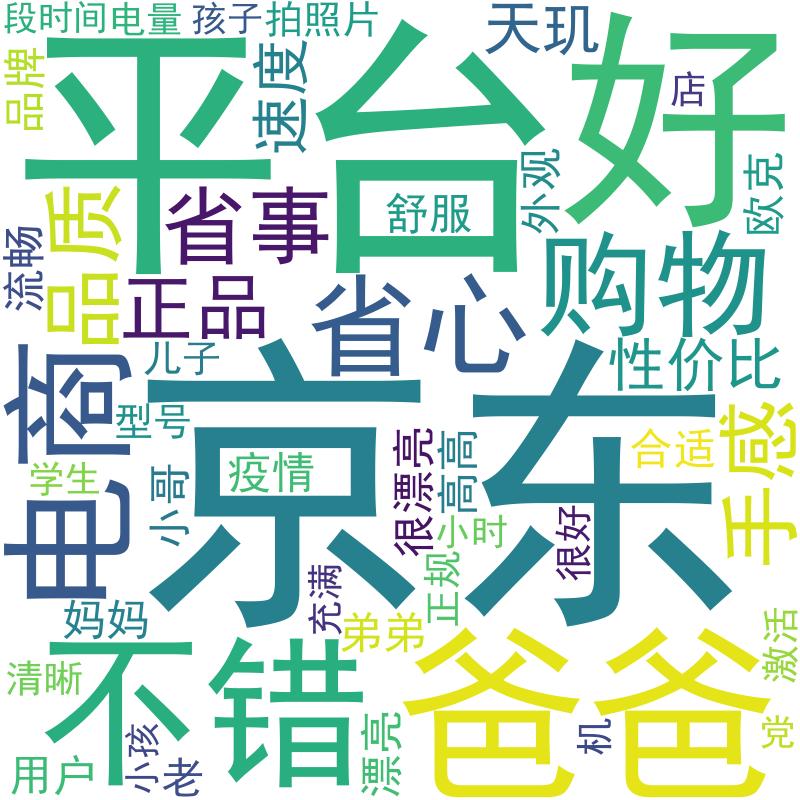 段时间电量
孩子
拍照片
天玑
品牌
平台
速度
好
店
外观
欧克
品质
省事
舒服
流畅
正品
省心
购物
电商
儿子
京东
性价比
型号
疫情
很漂亮
高高
合适
手感
学生
小哥
小时
很好
充满
正规
妈妈
弟弟
激活
不错
爸爸
清晰
漂亮
机
党
用户
小孩
老